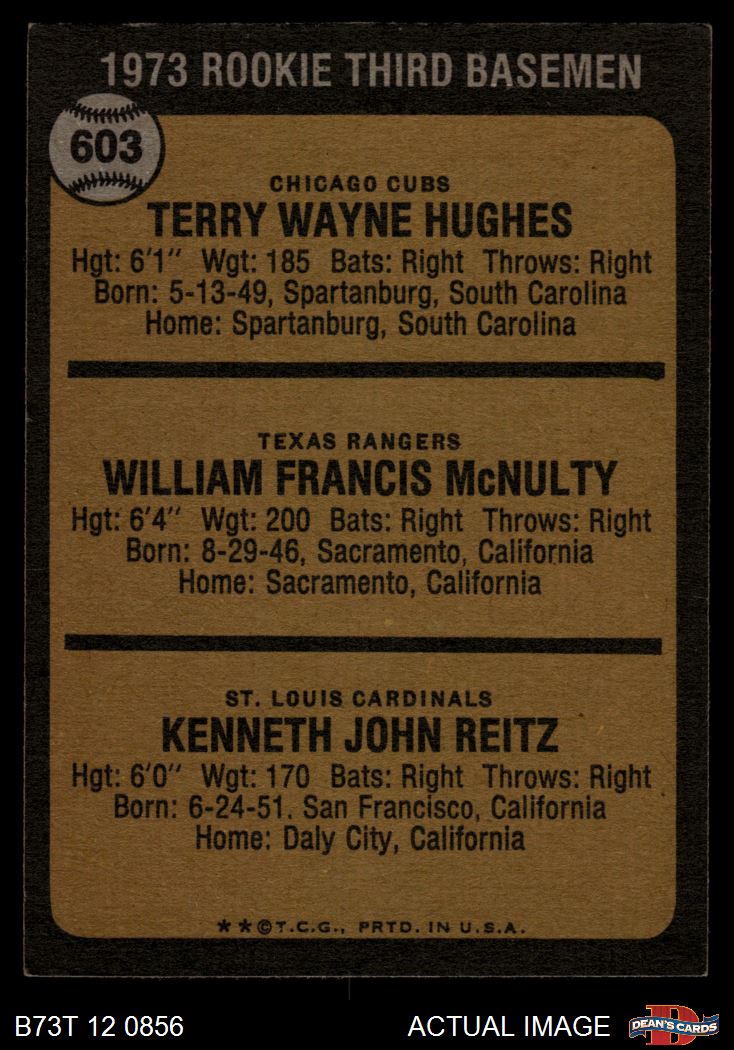 1973 ROOKIE THIRD BASEMEN
603
CHICAGO CUBS
TERRY WAYNE HUGHES
Hgt: 6'1" Wgt: 185 Bats: Right Throws: Right
Born: 5-13-49, Spartanburg, South Carolina
Home: Spartanburg, South Carolina
TEXAS RANGERS
WILLIAM FRANCIS McNULTY
Hgt: 6'4" Wgt: 200 Bats: Right Throws: Right
Born: 8-29-46, Sacramento, California
Home: Sacramento, California
ST. LOUIS CARDINALS
KENNETH JOHN REITZ
Hgt: 6'0" Wgt: 170 Bats: Right Throws: Right
Born: 6-24-51. San Francisco, California
Home: Daly City, California
**©T.C.G., PRTD. IN U.S.A.
B73T 12 0856 ACTUAL IMAGE
D
DEAN'S CARDS